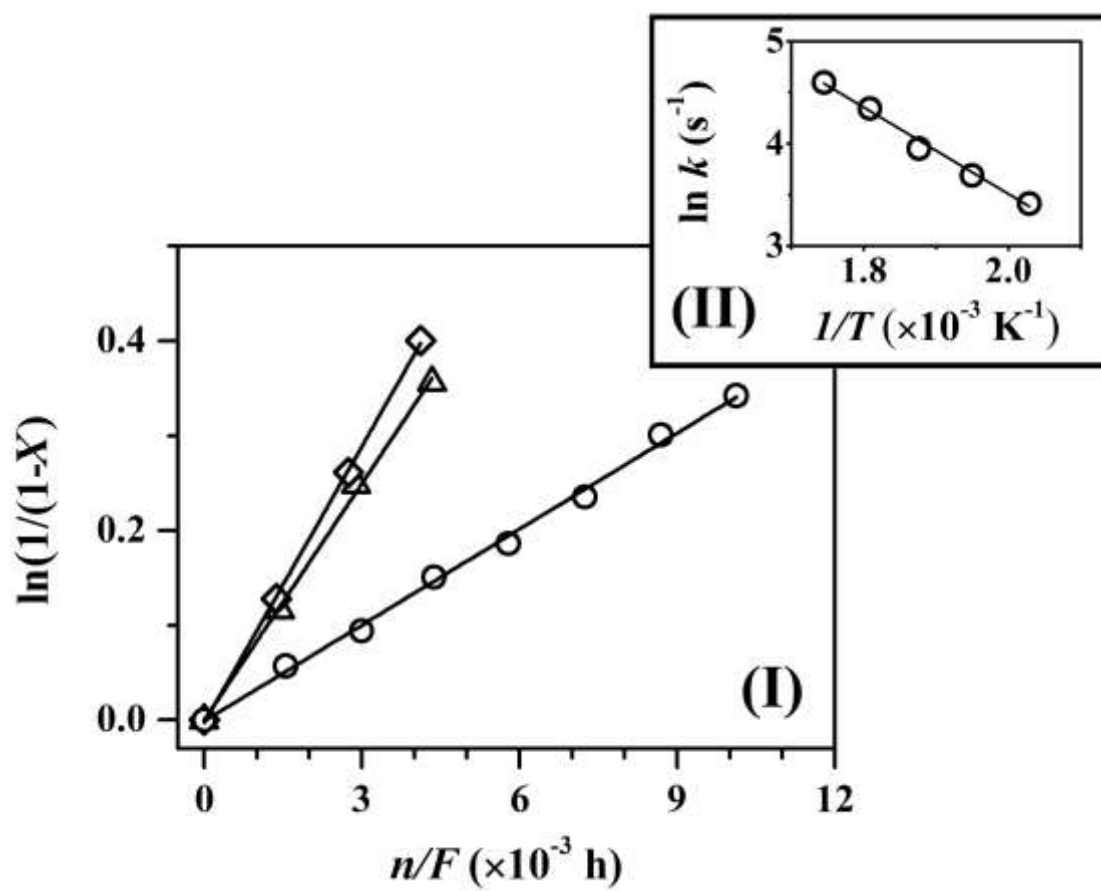 5
4
3
ln k (s⁻¹)
1.8 2.0
1/T (×10⁻³ K⁻¹)
(II)
0.4
0.2
0.0
ln(1/(1-X)
(I)
0 3 6 9 12
n/F (×10⁻³ h)